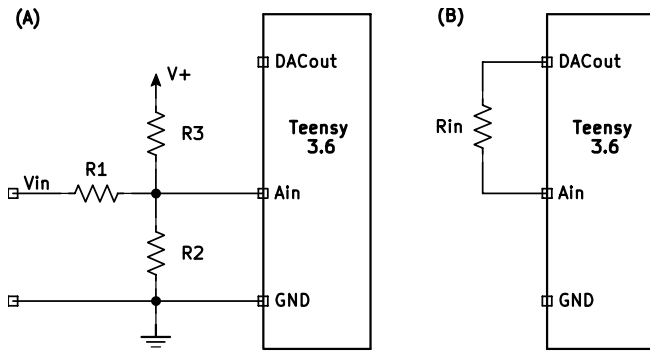 (A)
DACout
V+
R3
Teensy
3.6
Vin
R1
Ain
R2
GND
(B)
DACout
Rin
Teensy
3.6
Ain
GND